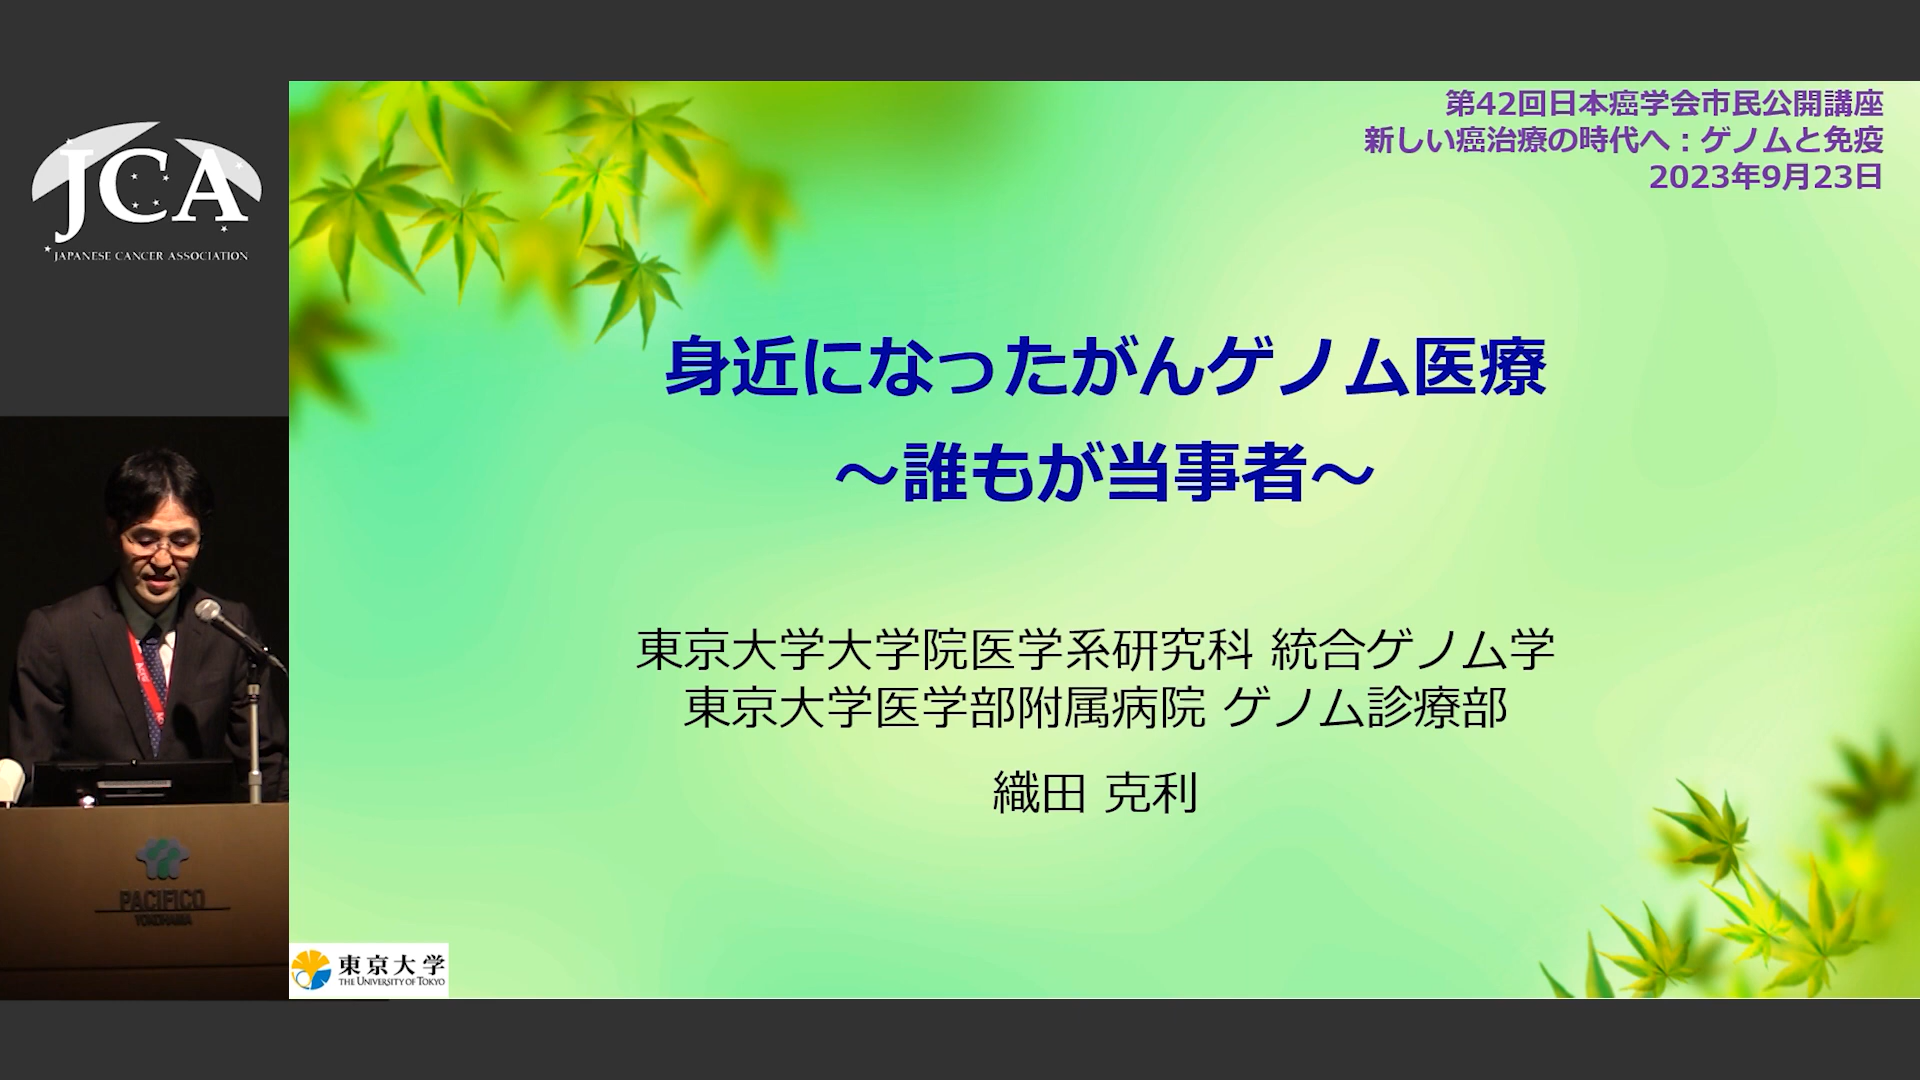 JCA
JAPANESE CANCER ASSOCIATION
第42回日本癌学会市民公開講座
新しい癌治療の時代へ：ゲノムと免疫
2023年9月23日
身近になったがんゲノム医療
～誰もが当事者～
東京大学大学院医学系研究科 統合ゲノム学
東京大学医学部附属病院 ゲノム診療部
織田 克利
PACIFICO
YOKOHAMA
東京大学
THE UNIVERSITY OF TOKYO